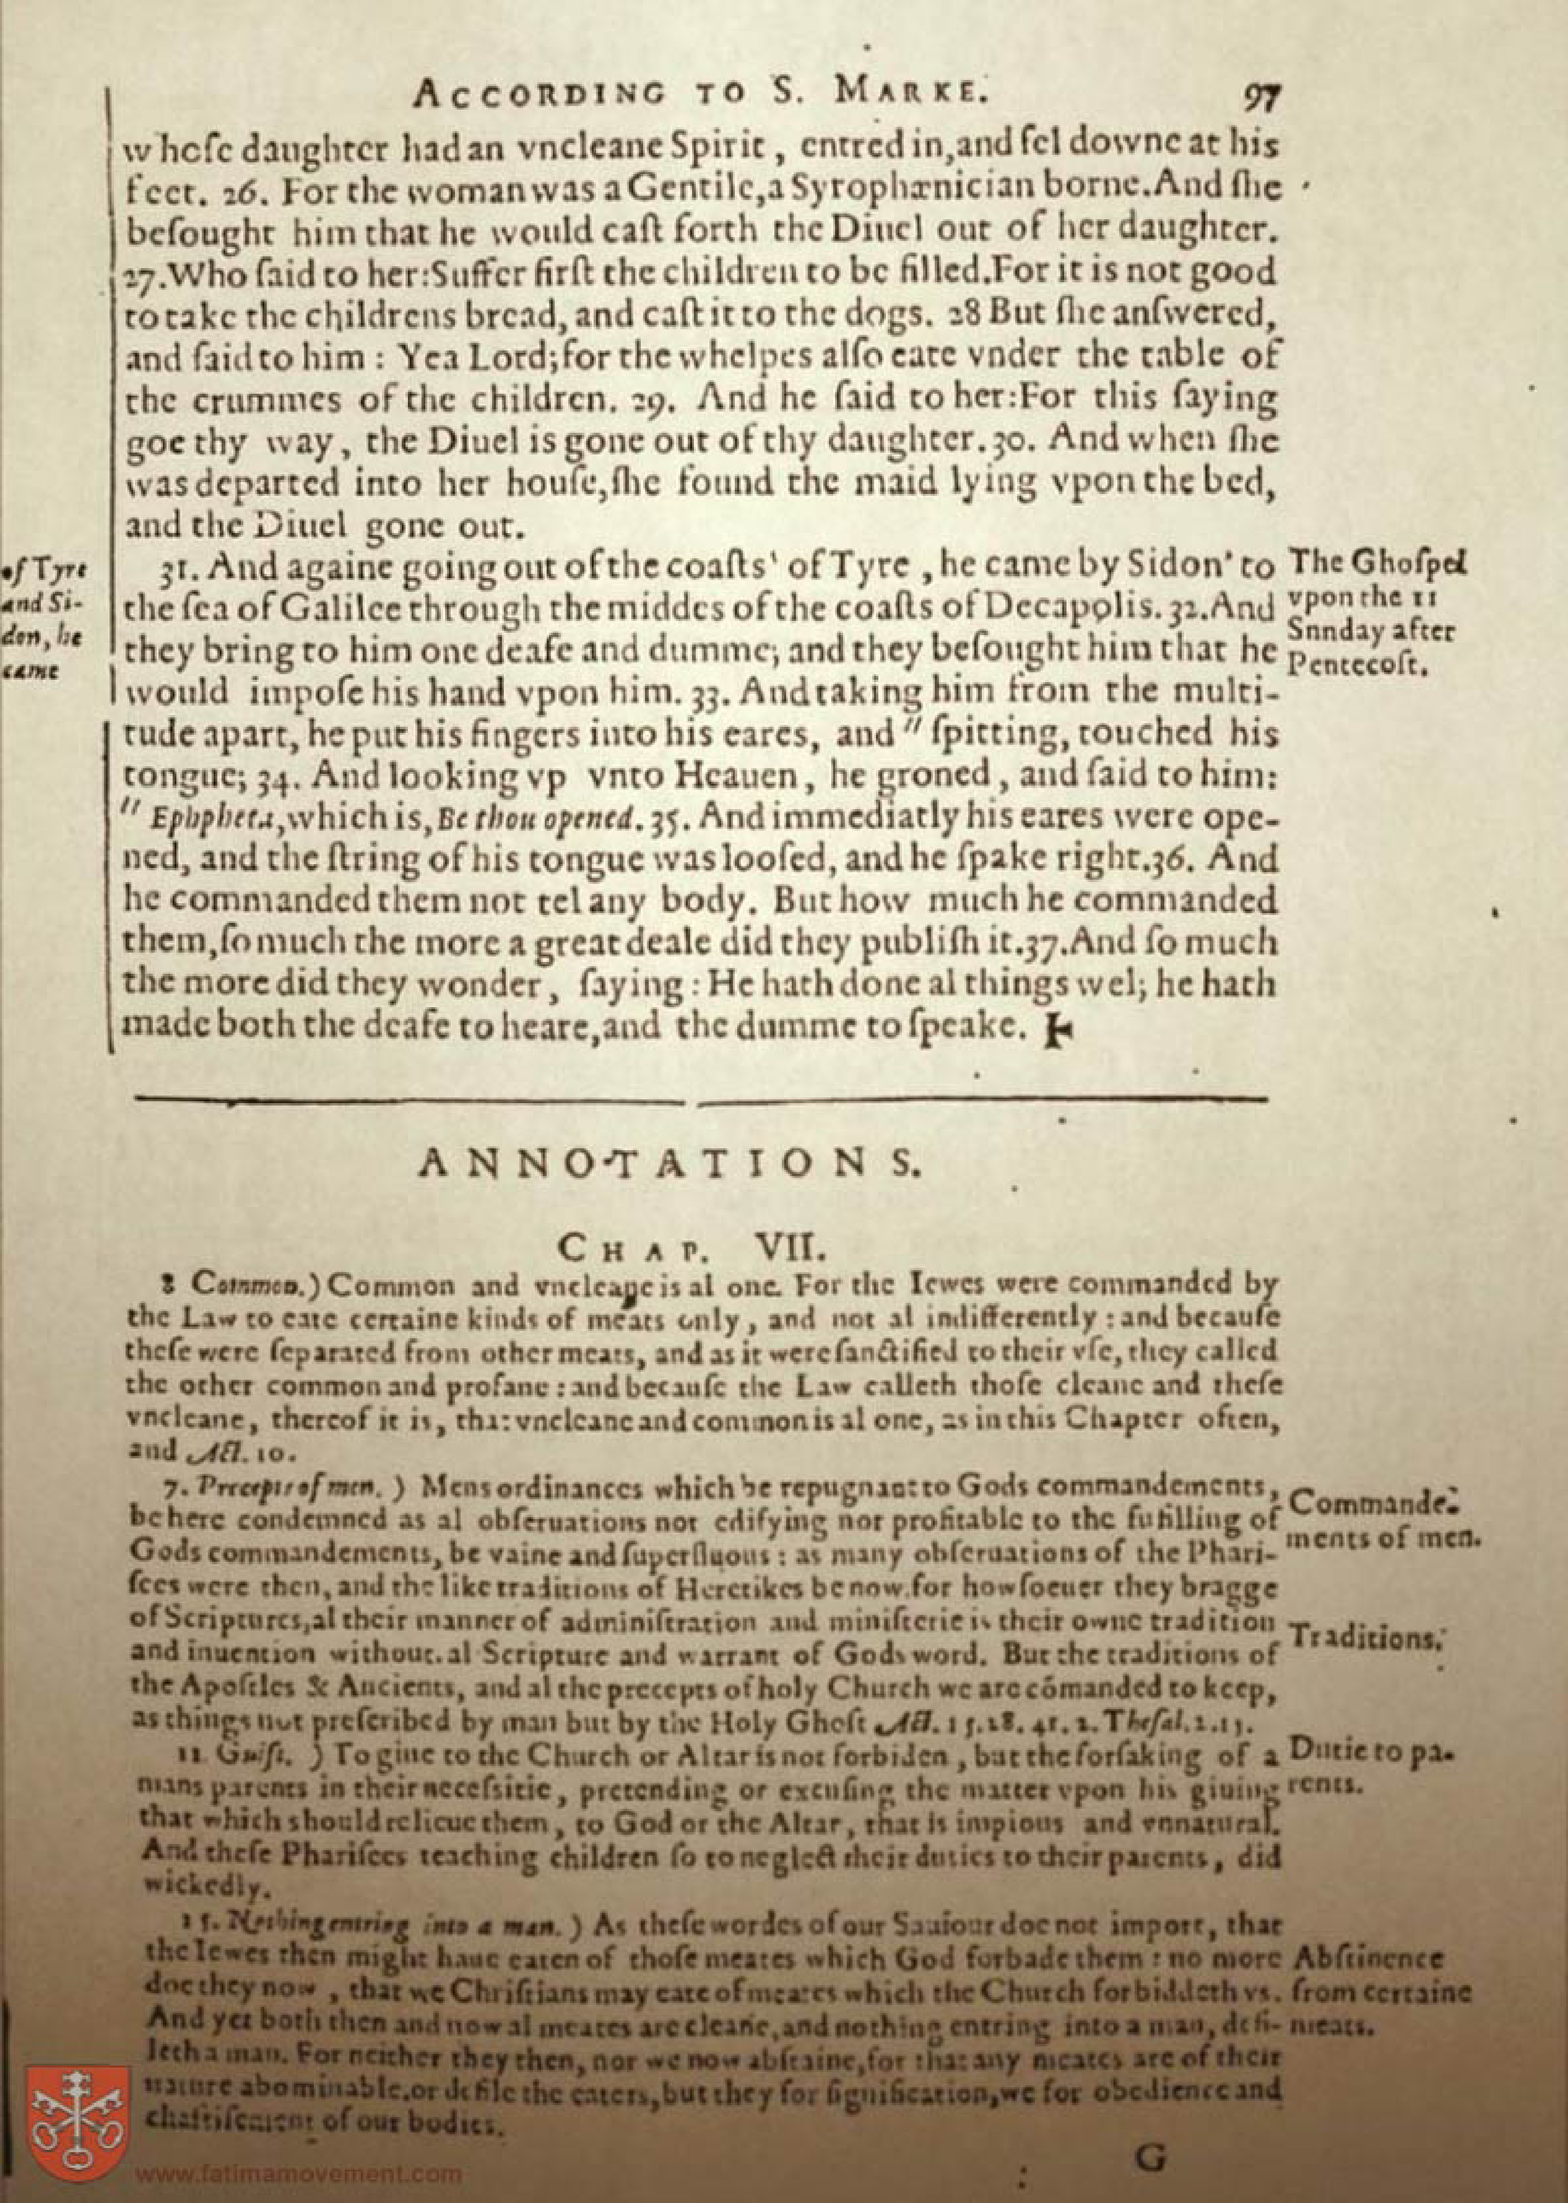 ACCORDING TO S. MARKE. 97
whose daughter had an vncleane Spirit, entred in, and fel downe at his
feet. 26. For the woman was a Gentile, a Syrophænician borne. And she
besought him that he would cast forth the Diuel out of her daughter.
27. Who said to her: Suffer first the children to be filled. For it is not good
to take the childrens bread, and cast it to the dogs. 28 But she answered,
and said to him: Yea Lord; for the whelpes also eate vnder the table of
the crummes of the children. 29. And he said to her: For this saying
goe thy way, the Diuel is gone out of thy daughter. 30. And when she
was departed into her house, she found the maid lying vpon the bed,
and the Diuel gone out.
of Tyre
and Si-
don, he
came
31. And againe going out of the coasts' of Tyre, he came by Sidon' to
the sea of Galilee through the middes of the coasts of Decapolis. 32. And
they bring to him one deafe and dumme; and they besought him that he
would impose his hand vpon him. 33. And taking him from the multi-
tude apart, he put his fingers into his eares, and " spitting, touched his
tongue; 34. And looking vp vnto Heauen, he groned, and said to him:
" Ephpheta, which is, Be thou opened. 35. And immediatly his eares were ope-
ned, and the string of his tongue was loosed, and he spake right. 36. And
he commanded them not tel any body. But how much he commanded
them, so much the more a great deale did they publish it. 37. And so much
the more did they wonder, saying: He hath done al things wel; he hath
made both the deafe to heare, and the dumme to speake.
The Ghospel
vpon the 11
Snnday after
Pentecost.
ANNOTATIONS.
CHAP. VII.
Common.) Common and vncleane is al one. For the Iewes were commanded by
the Law to eate certaine kinds of meats only, and not al indifferently: and because
these were separated from other meats, and as it were sanctified to their vse, they called
the other common and profane: and because the Law calleth those cleane and these
vncleane, thereof it is, that vncleane and common is al one, as in this Chapter often,
and Act. 10.
7. Precepts of men.) Mens ordinances which be repugnant to Gods commandements,
be here condemned as al obseruations not edifying nor profitable to the fulfilling of
Gods commandements, be vaine and superfluous: as many obseruations of the Phari-
sees were then, and the like traditions of Heretikes be now. for howsoeuer they bragge
of Scriptures, al their manner of administration and ministerie is their owne tradition
and inuention without al Scripture and warrant of Gods word. But the traditions of
the Apostles & Ancients, and al the precepts of holy Church we are cõmanded to keep,
as things not prescribed by man but by the Holy Ghost Act. 15. 28. 41. 2. Thesal. 2. 15.
Commande-
ments of men.
Traditions.
11 Guift.) To giue to the Church or Altar is not forbiden, but the forsaking of a
mans parents in their necessitie, pretending or excusing the matter vpon his giuing
that which should relieue them, to God or the Altar, that is impious and vnnatural.
And these Pharisees teaching children so to neglect their duties to their parents, did
wickedly.
Dutie to pa-
rents.
15. Nothing entring into a man.) As these wordes of our Sauiour doe not import, that
the Iewes then might haue eaten of those meates which God forbade them: no more
doe they now, that we Christians may eate of meates which the Church forbiddeth vs.
And yet both then and now al meates are cleane, and nothing entring into a man, defi-
leth a man. For neither they then, nor we now abstaine, for that any meates are of their
nature abominable, or defile the eaters, but they for signification, we for obedience and
chastisement of our bodies.
Abstinence
from certaine
meats.
G
www.fatimamovement.com